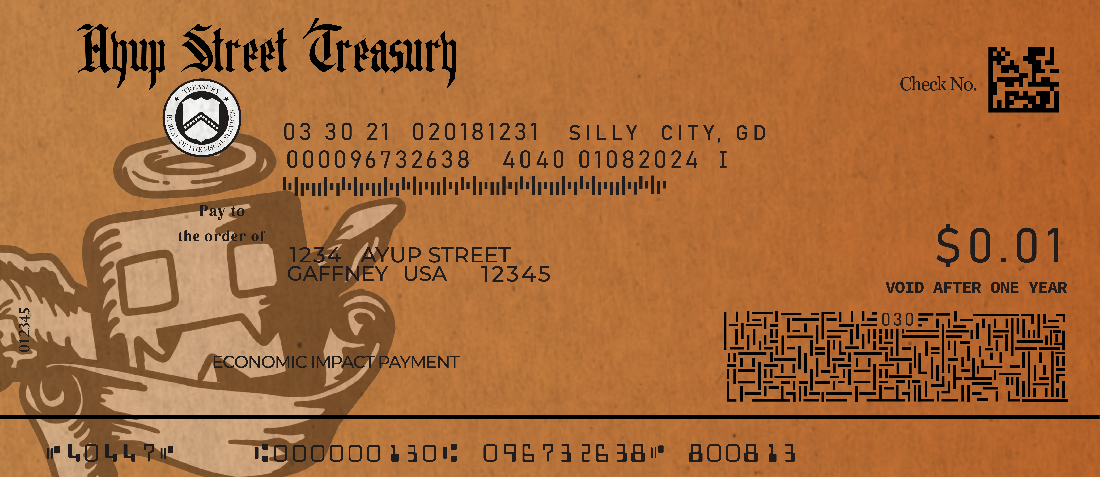 Ayup Street Treasury
Check No.
TREASURY
03 30 21 020181231 SILLY CITY, GD
000096732638 4040 01082024 I
Pay to
the order of
1234 AYUP STREET
GAFFNEY USA 12345
$0.01
VOID AFTER ONE YEAR
030
012345
ECONOMIC IMPACT PAYMENT
⑈40447⑈ ⑆000000130⑆ 096732638⑈ 800813